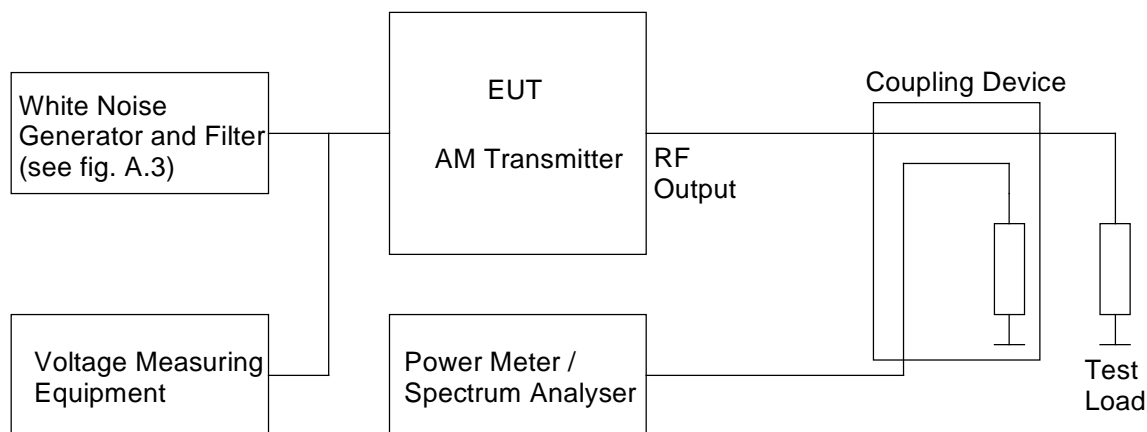 White Noise
Generator and Filter
(see fig. A.3)
EUT
AM Transmitter
RF
Output
Coupling Device
Voltage Measuring
Equipment
Power Meter /
Spectrum Analyser
Test
Load